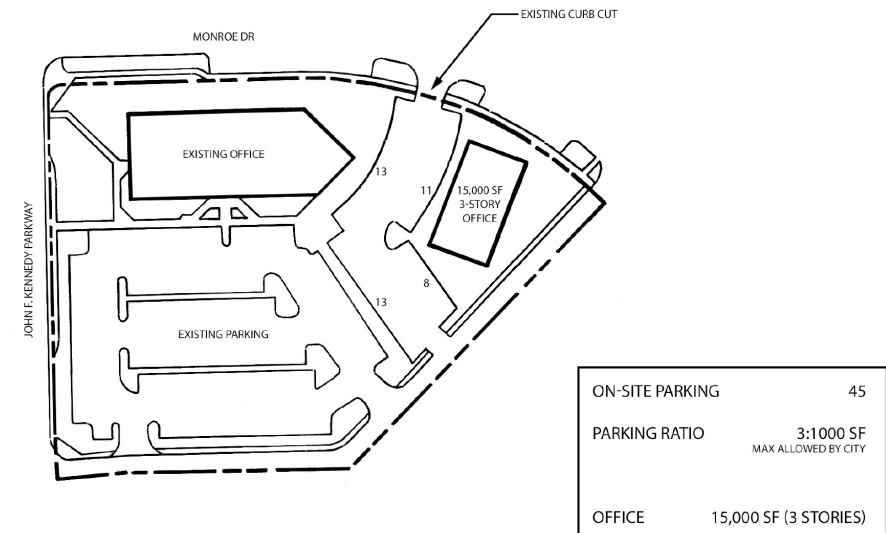 EXISTING CURB CUT
MONROE DR
EXISTING OFFICE
13
11
15,000 SF
3-STORY
OFFICE
JOHN F. KENNEDY PARKWAY
8
13
EXISTING PARKING
ON-SITE PARKING 45
PARKING RATIO 3:1000 SF
MAX ALLOWED BY CITY
OFFICE 15,000 SF (3 STORIES)